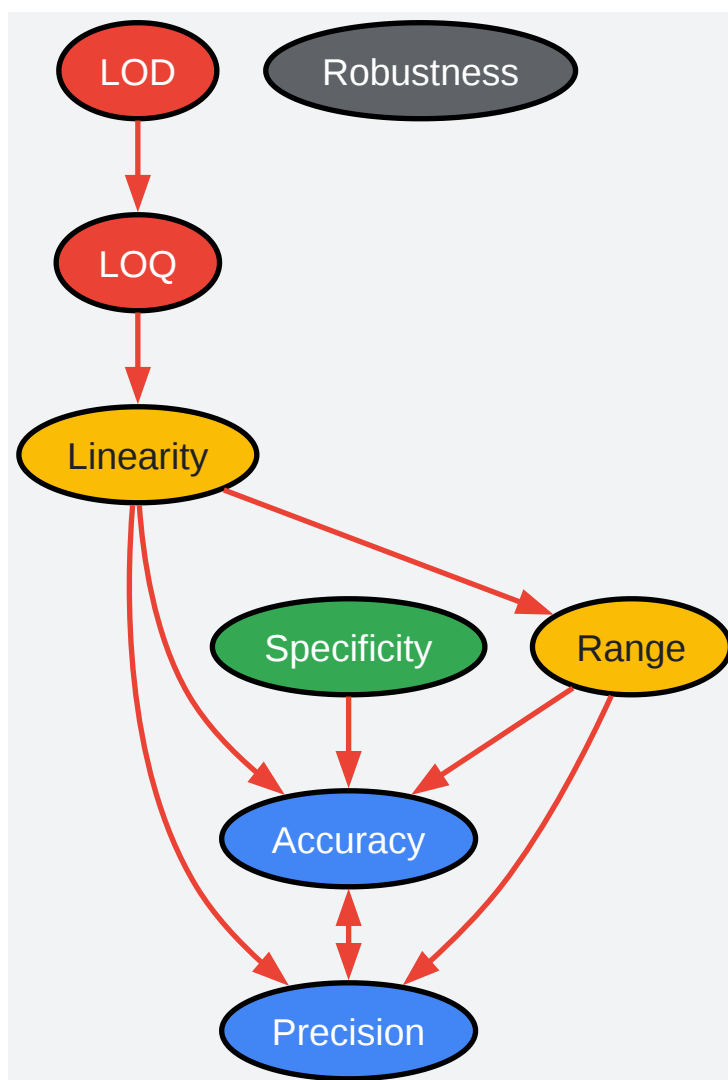 LOD
Robustness
LOQ
Linearity
Specificity
Range
Accuracy
Precision